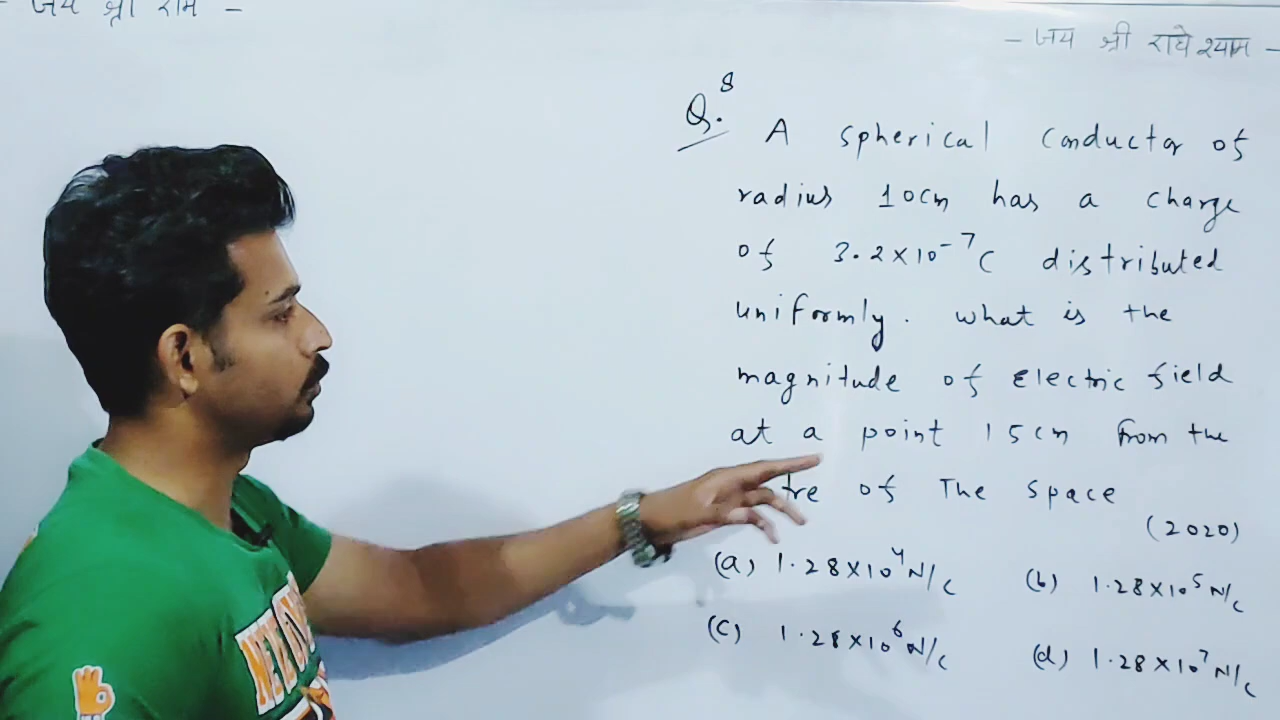 - जय श्री राम -
- जय श्री राधे श्याम -
Q. 8
A spherical conductor of
radius 10cm has a charge
of 3.2×10⁻⁷C distributed
uniformly. what is the
magnitude of Electric field
at a point 15cm from the
tre of The space
(2020)
(a) 1.28×10⁴N/C (b) 1.28×10⁵N/C
(c) 1.28×10⁶N/C (d) 1.28×10⁷N/C